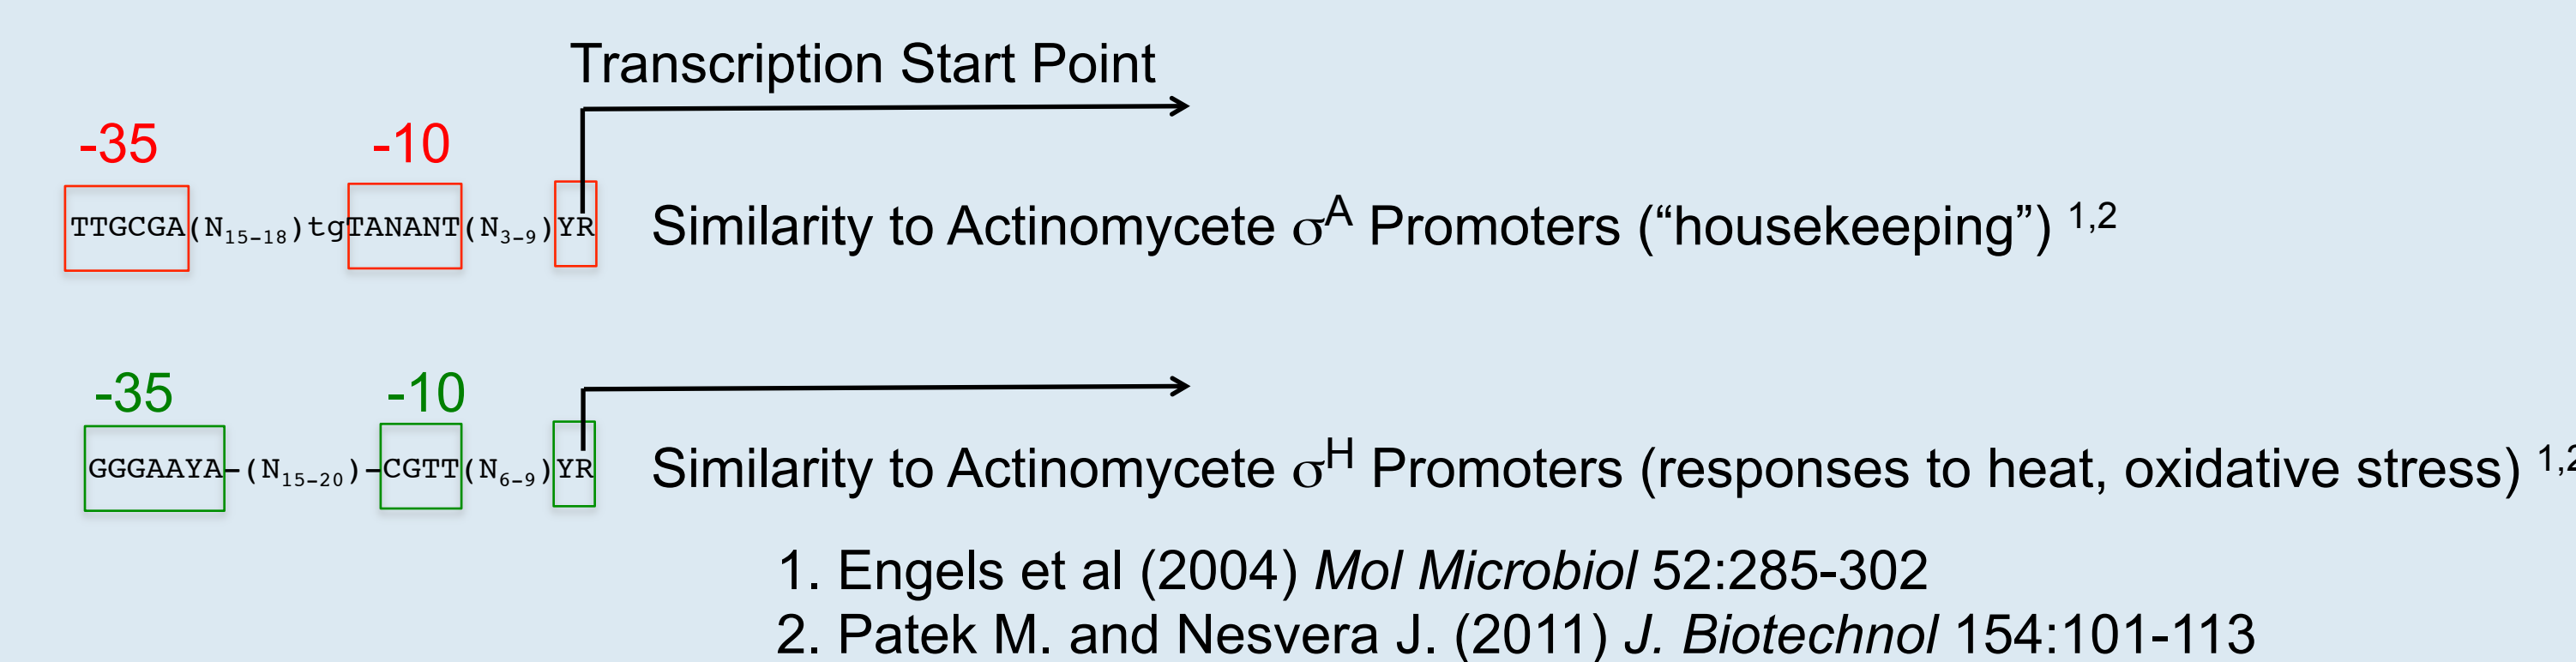 Transcription Start Point
-35 -10
TTGCGA(N15-18)tgTANANT(N3-9)YR Similarity to Actinomycete σA Promoters (“housekeeping”) 1,2
-35 -10
GGGAAYA-(N15-20)-CGTT(N6-9)YR Similarity to Actinomycete σH Promoters (responses to heat, oxidative stress) 1,2
1. Engels et al (2004) Mol Microbiol 52:285-302
2. Patek M. and Nesvera J. (2011) J. Biotechnol 154:101-113